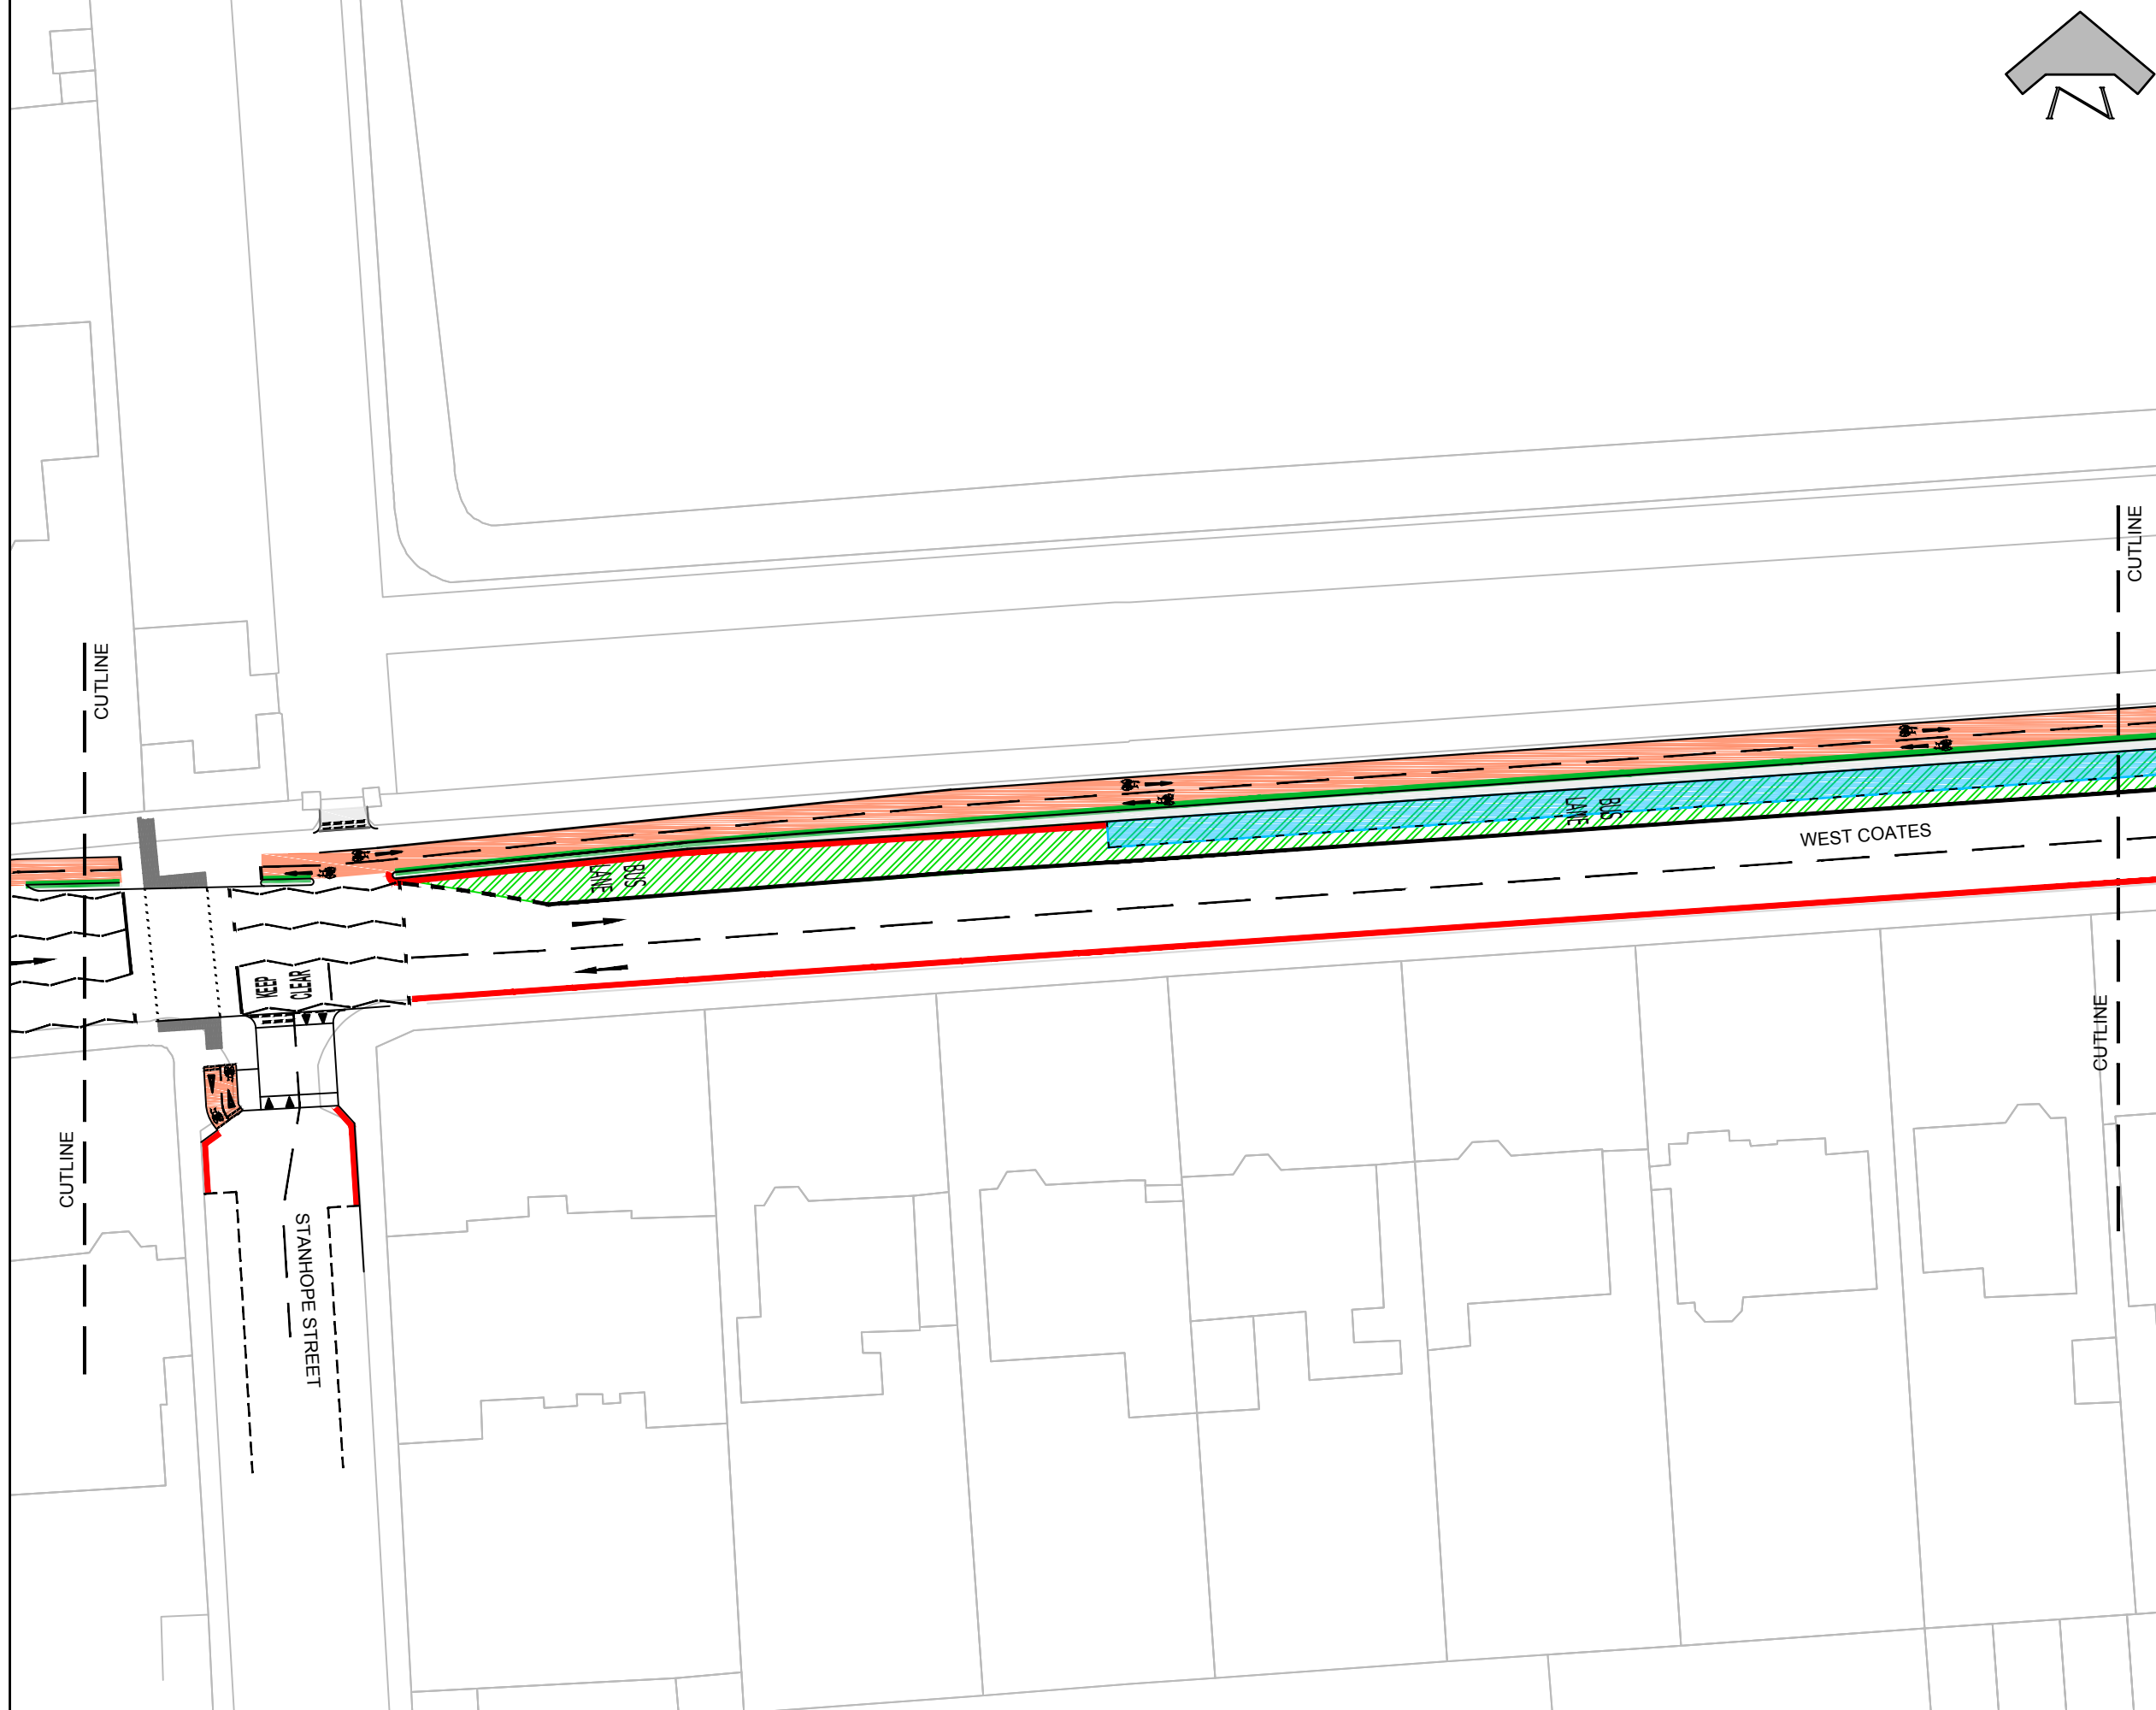 N
CUTLINE
CUTLINE
WEST COATES
BUS
LANE
BUS
LANE
KEEP
CLEAR
CUTLINE
CUTLINE
STANHOPE STREET